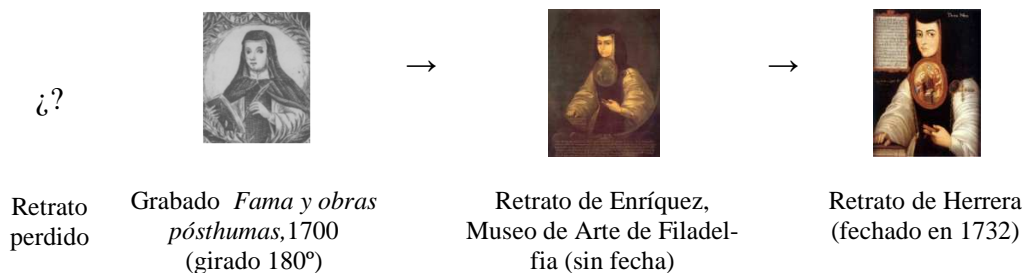 ¿?
→
→
Retrato
perdido
Grabado Fama y obras
pósthumas,1700
(girado 180º)
Retrato de Enríquez,
Museo de Arte de Filadel-
fia (sin fecha)
Retrato de Herrera
(fechado en 1732)